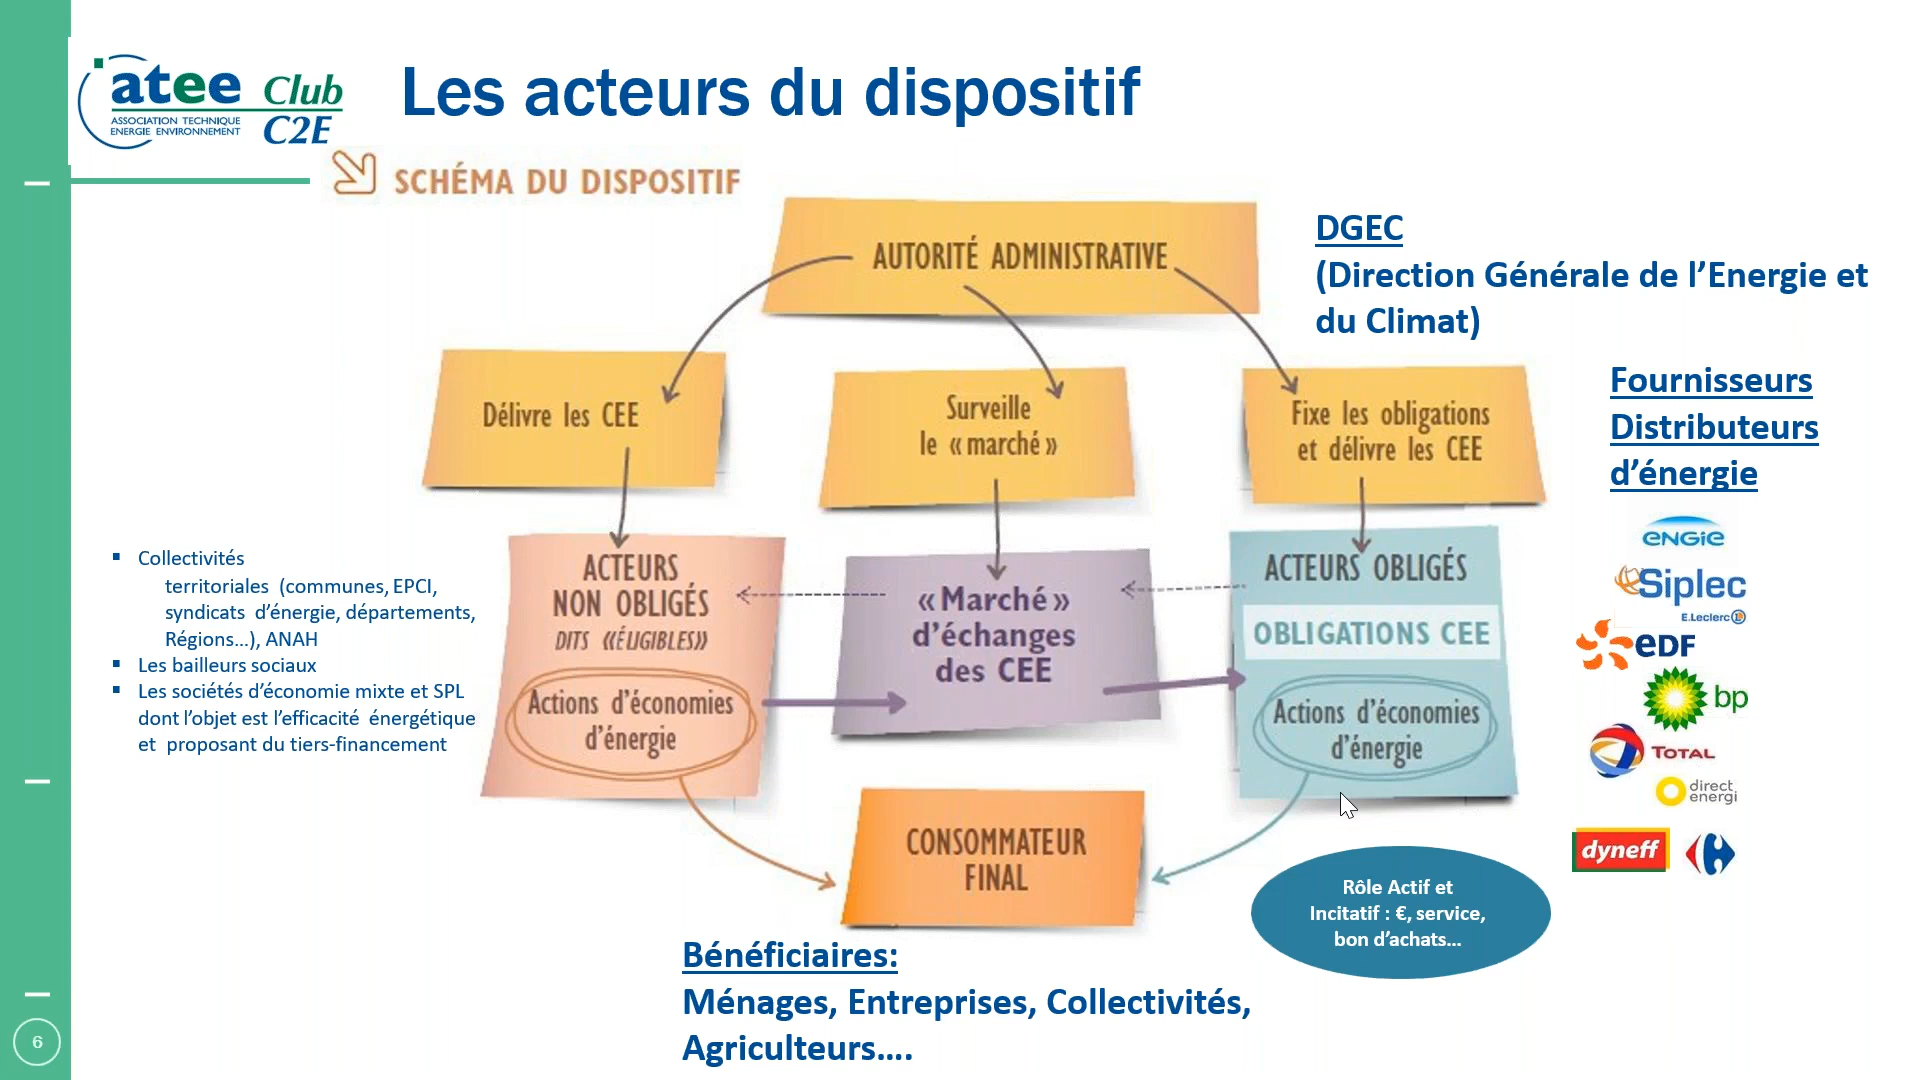 atee Club
ASSOCIATION TECHNIQUE
ENERGIE ENVIRONNEMENT
C2E
Les acteurs du dispositif
SCHÉMA DU DISPOSITIF
AUTORITÉ ADMINISTRATIVE
DGEC
(Direction Générale de l’Energie et
du Climat)
Délivre les CEE
Surveille
le « marché »
Fixe les obligations
et délivre les CEE
Fournisseurs
Distributeurs
d’énergie
▪ Collectivités
territoriales (communes, EPCI,
syndicats d’énergie, départements,
Régions...), ANAH
▪ Les bailleurs sociaux
▪ Les sociétés d’économie mixte et SPL
dont l’objet est l’efficacité énergétique
et proposant du tiers-financement
ACTEURS
NON OBLIGÉS
DITS «ÉLIGIBLES»
Actions d’économies
d’énergie
« Marché »
d’échanges
des CEE
ACTEURS OBLIGÉS
OBLIGATIONS CEE
Actions d’économies
d’énergie
ENGIE
Siplec
E.Leclerc L
eDF
bp
TOTAL
direct
energi
dyneff
CONSOMMATEUR
FINAL
Rôle Actif et
Incitatif : €, service,
bon d’achats...
Bénéficiaires:
Ménages, Entreprises, Collectivités,
Agriculteurs....
6